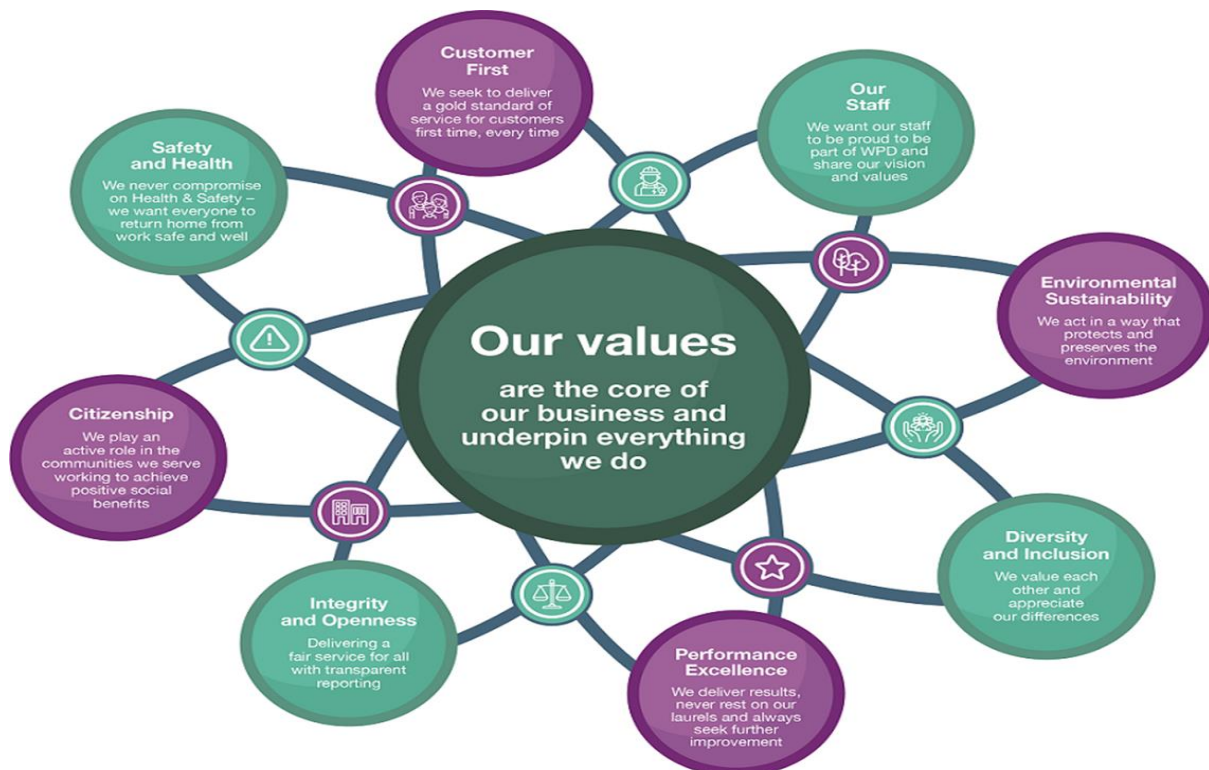 Customer
First
We seek to deliver
a gold standard of
service for customers
first time, every time
Our
Staff
We want our staff
to be proud to be
part of WPD and
share our vision
and values
Safety
and Health
We never compromise
on Health & Safety –
we want everyone to
return home from
work safe and well
Environmental
Sustainability
We act in a way that
protects and
preserves the
environment
Our values
are the core of
our business and
underpin everything
we do
Citizenship
We play an
active role in the
communities we serve
working to achieve
positive social
benefits
Diversity
and Inclusion
We value each
other and
appreciate
our differences
Integrity
and Openness
Delivering a
fair service for all
with transparent
reporting
Performance
Excellence
We deliver results,
never rest on our
laurels and always
seek further
improvement